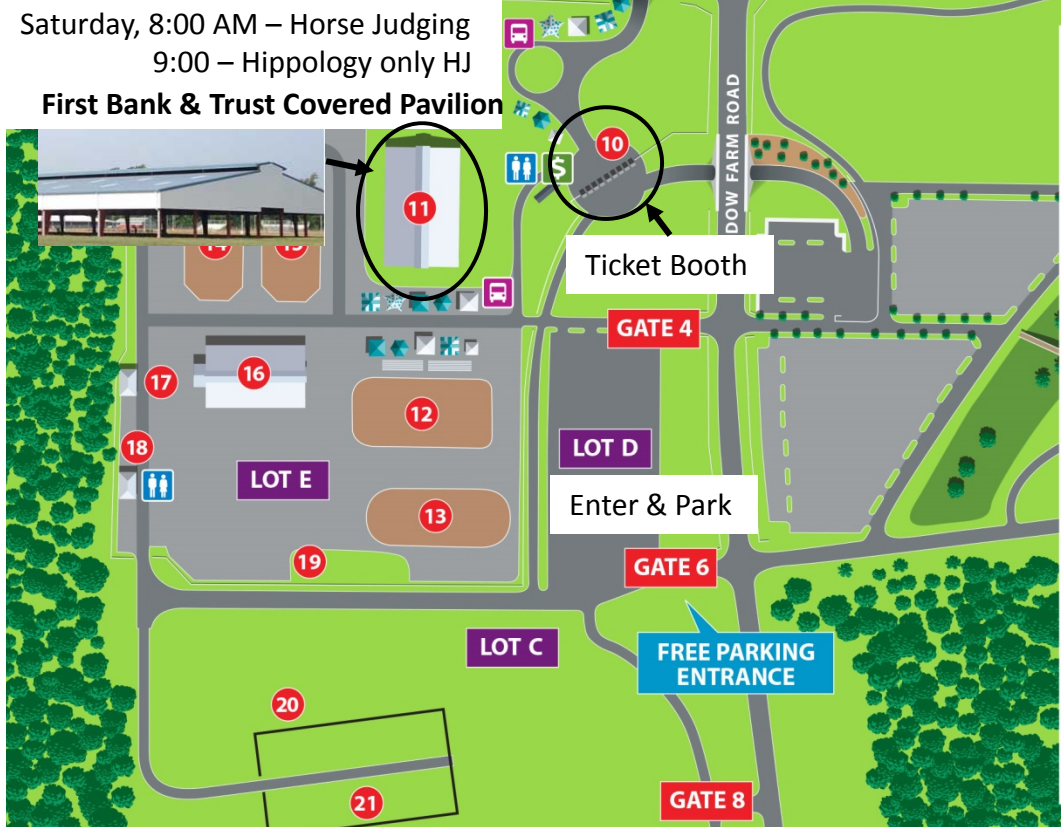 Saturday, 8:00 AM – Horse Judging
9:00 – Hippology only HJ
First Bank & Trust Covered Pavilion
10
$
11
DOW FARM ROAD
14
15
Ticket Booth
GATE 4
16
17
12
18
LOT D
LOT E
Enter & Park
13
19
GATE 6
LOT C
FREE PARKING
ENTRANCE
20
21
GATE 8